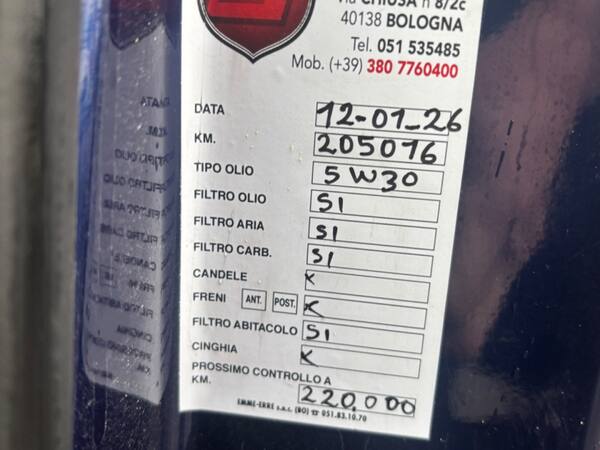 CHIUSA n 8/2c
40138 BOLOGNA
Tel. 051 535485
Mob. (+39) 380 7760400
DATA 12-01-26
KM. 205016
TIPO OLIO 5W30
FILTRO OLIO SI
FILTRO ARIA SI
FILTRO CARB. SI
CANDELE X
FRENI ANT. POST. X
FILTRO ABITACOLO SI
CINGHIA X
PROSSIMO CONTROLLO A
KM. 220,000
EMME-ERRE s.n.c. (BO) ☎ 051.83.10.70